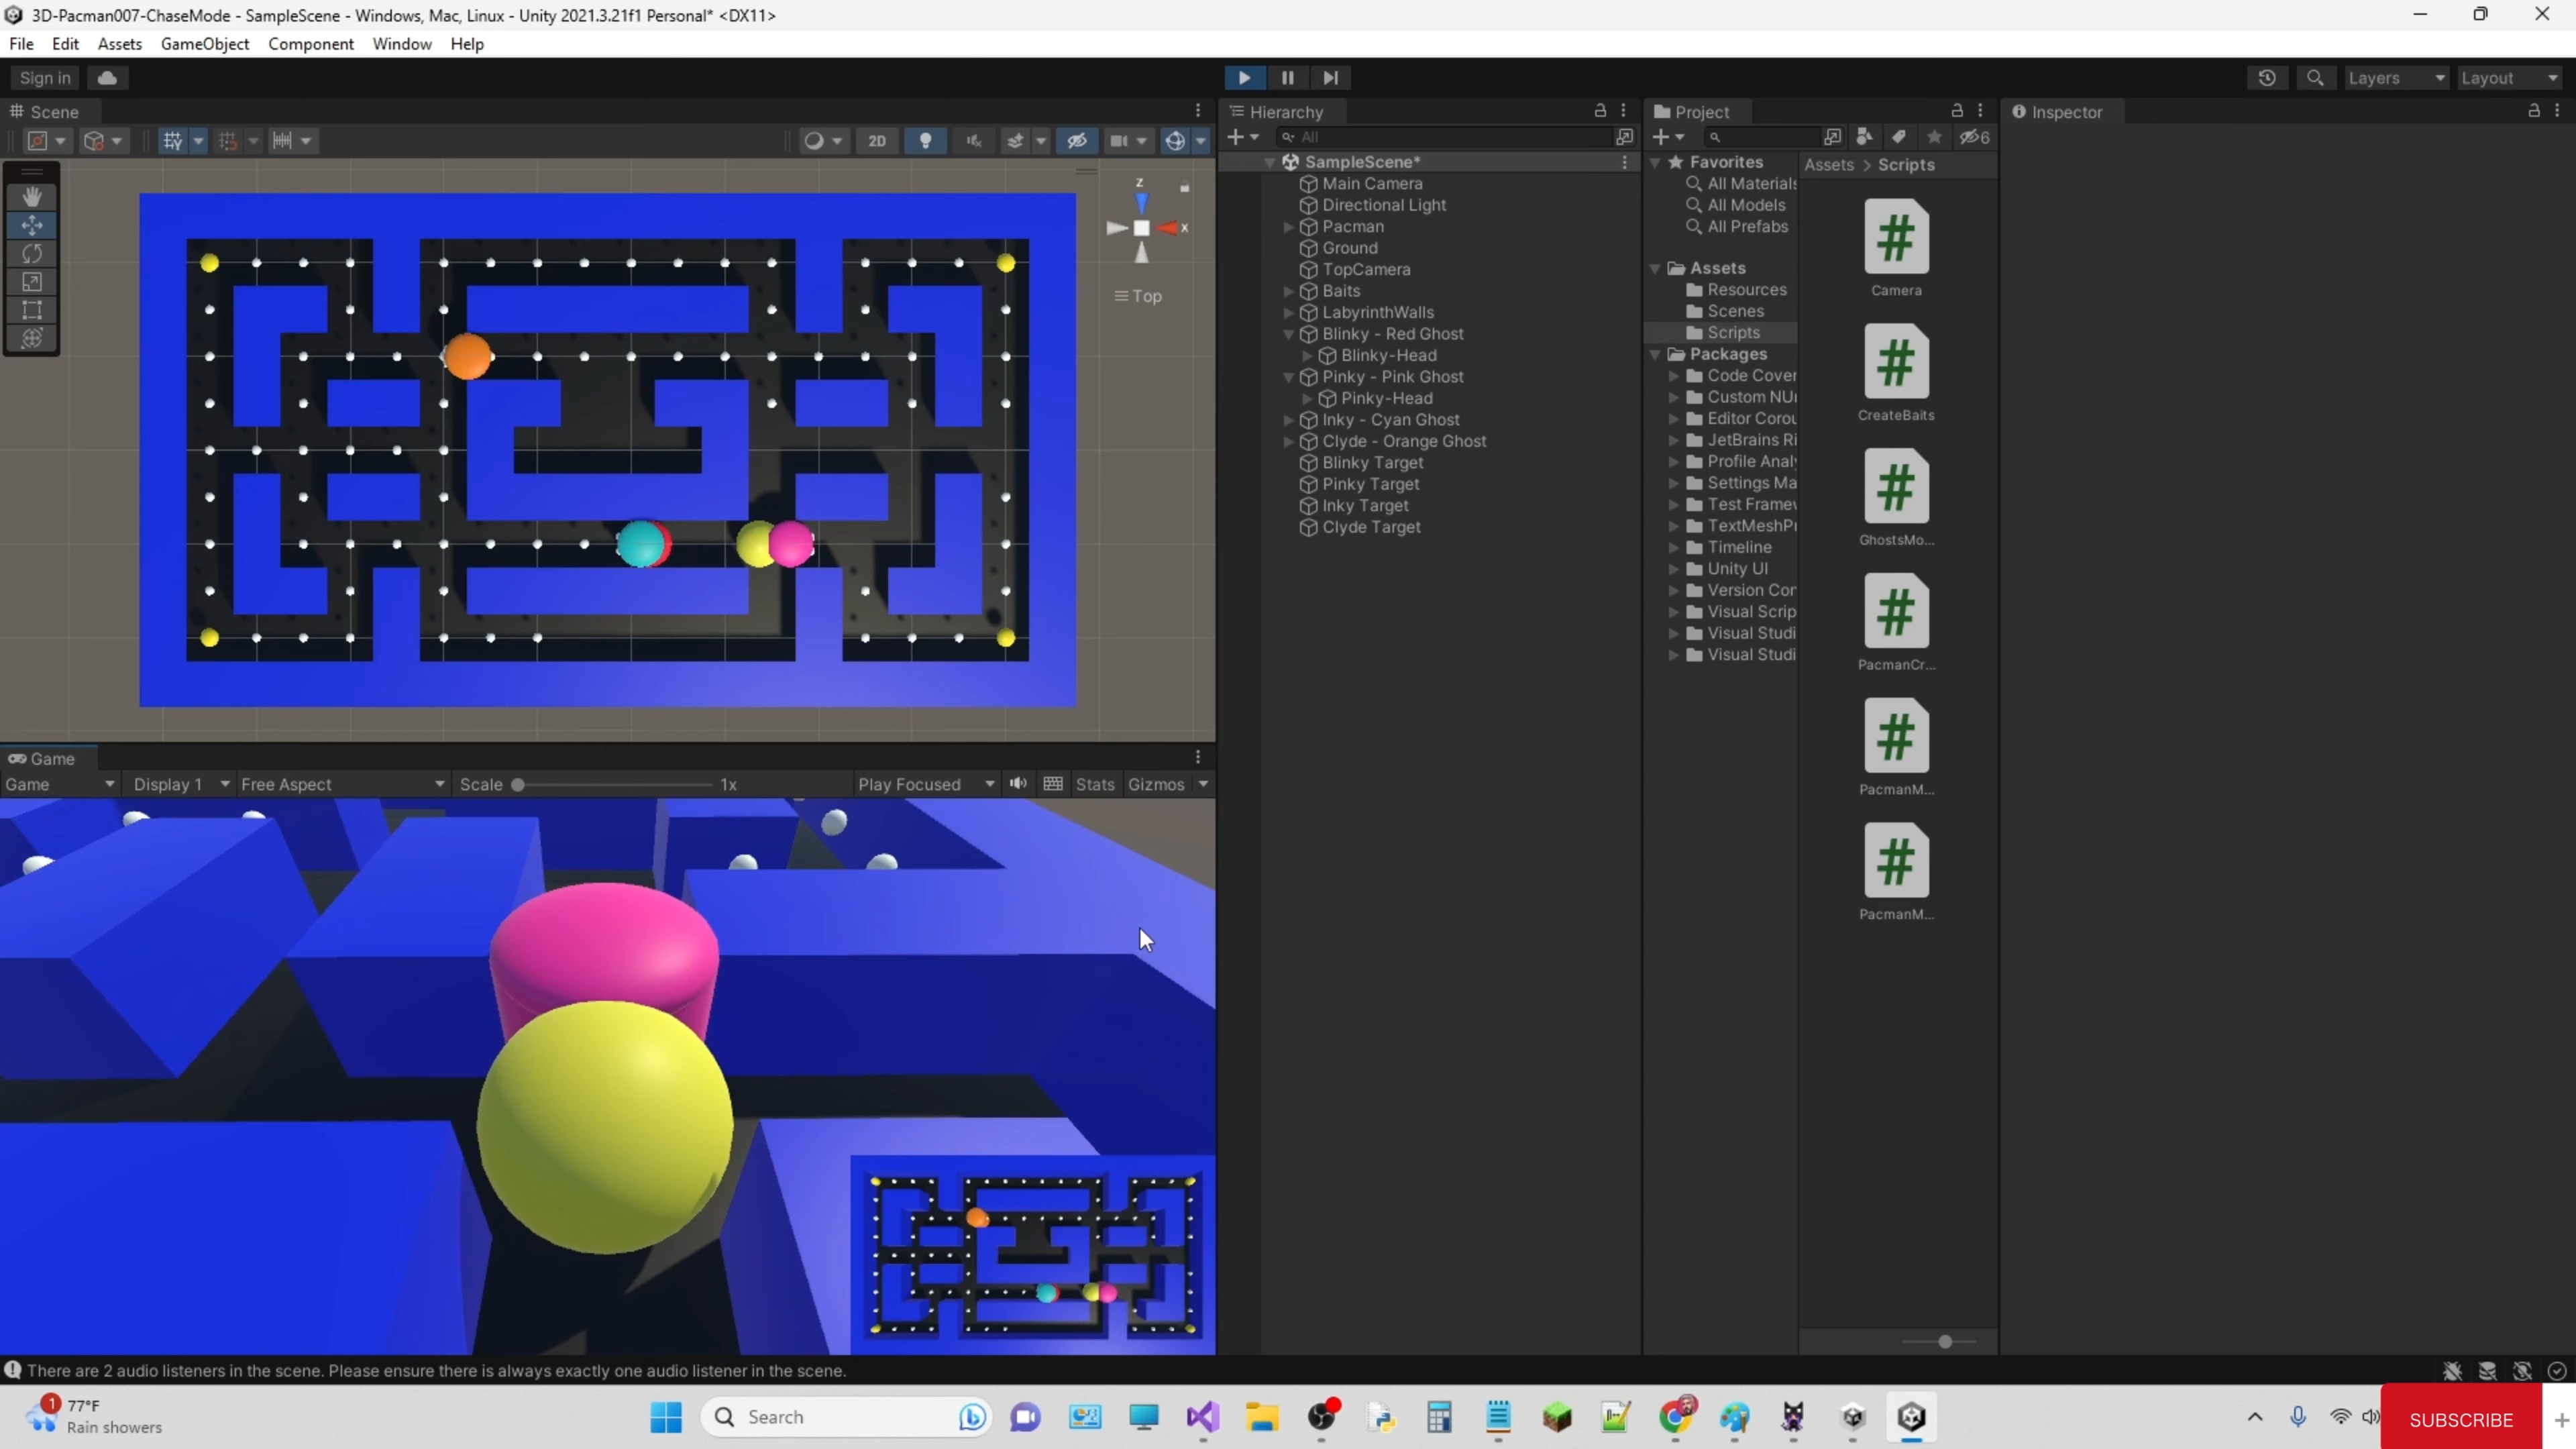 3D-Pacman007-ChaseMode - SampleScene - Windows, Mac, Linux - Unity 2021.3.21f1 Personal* <DX11>
File Edit Assets GameObject Component Window Help
Sign in
Layers
Layout
Scene
2D
z
x
Top
Hierarchy
All
SampleScene*
Main Camera
Directional Light
Pacman
Ground
TopCamera
Baits
LabyrinthWalls
Blinky - Red Ghost
Blinky-Head
Pinky - Pink Ghost
Pinky-Head
Inky - Cyan Ghost
Clyde - Orange Ghost
Blinky Target
Pinky Target
Inky Target
Clyde Target
Project
6
Favorites
All Materials
All Models
All Prefabs
Assets
Resources
Scenes
Scripts
Packages
Code Cover
Custom NU
Editor Corou
JetBrains Ri
Profile Analy
Settings Ma
Test Framew
TextMeshPr
Timeline
Unity UI
Version Con
Visual Scrip
Visual Studi
Visual Studi
Assets > Scripts
#
Camera
#
CreateBaits
#
GhostsMo...
#
PacmanCr...
#
PacmanM...
#
PacmanM...
Inspector
Game
Game Display 1 Free Aspect Scale 1x Play Focused Stats Gizmos
There are 2 audio listeners in the scene. Please ensure there is always exactly one audio listener in the scene.
1
77°F
Rain showers
Search
SUBSCRIBE